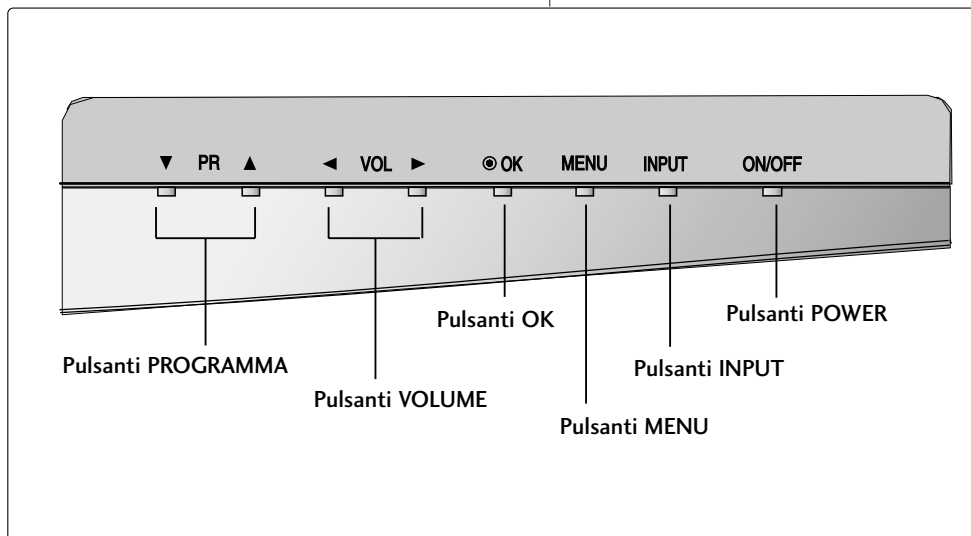 ▼ PR ▲ ◄ VOL ► ◉ OK MENU INPUT ON/OFF
Pulsanti OK
Pulsanti POWER
Pulsanti PROGRAMMA
Pulsanti INPUT
Pulsanti VOLUME
Pulsanti MENU